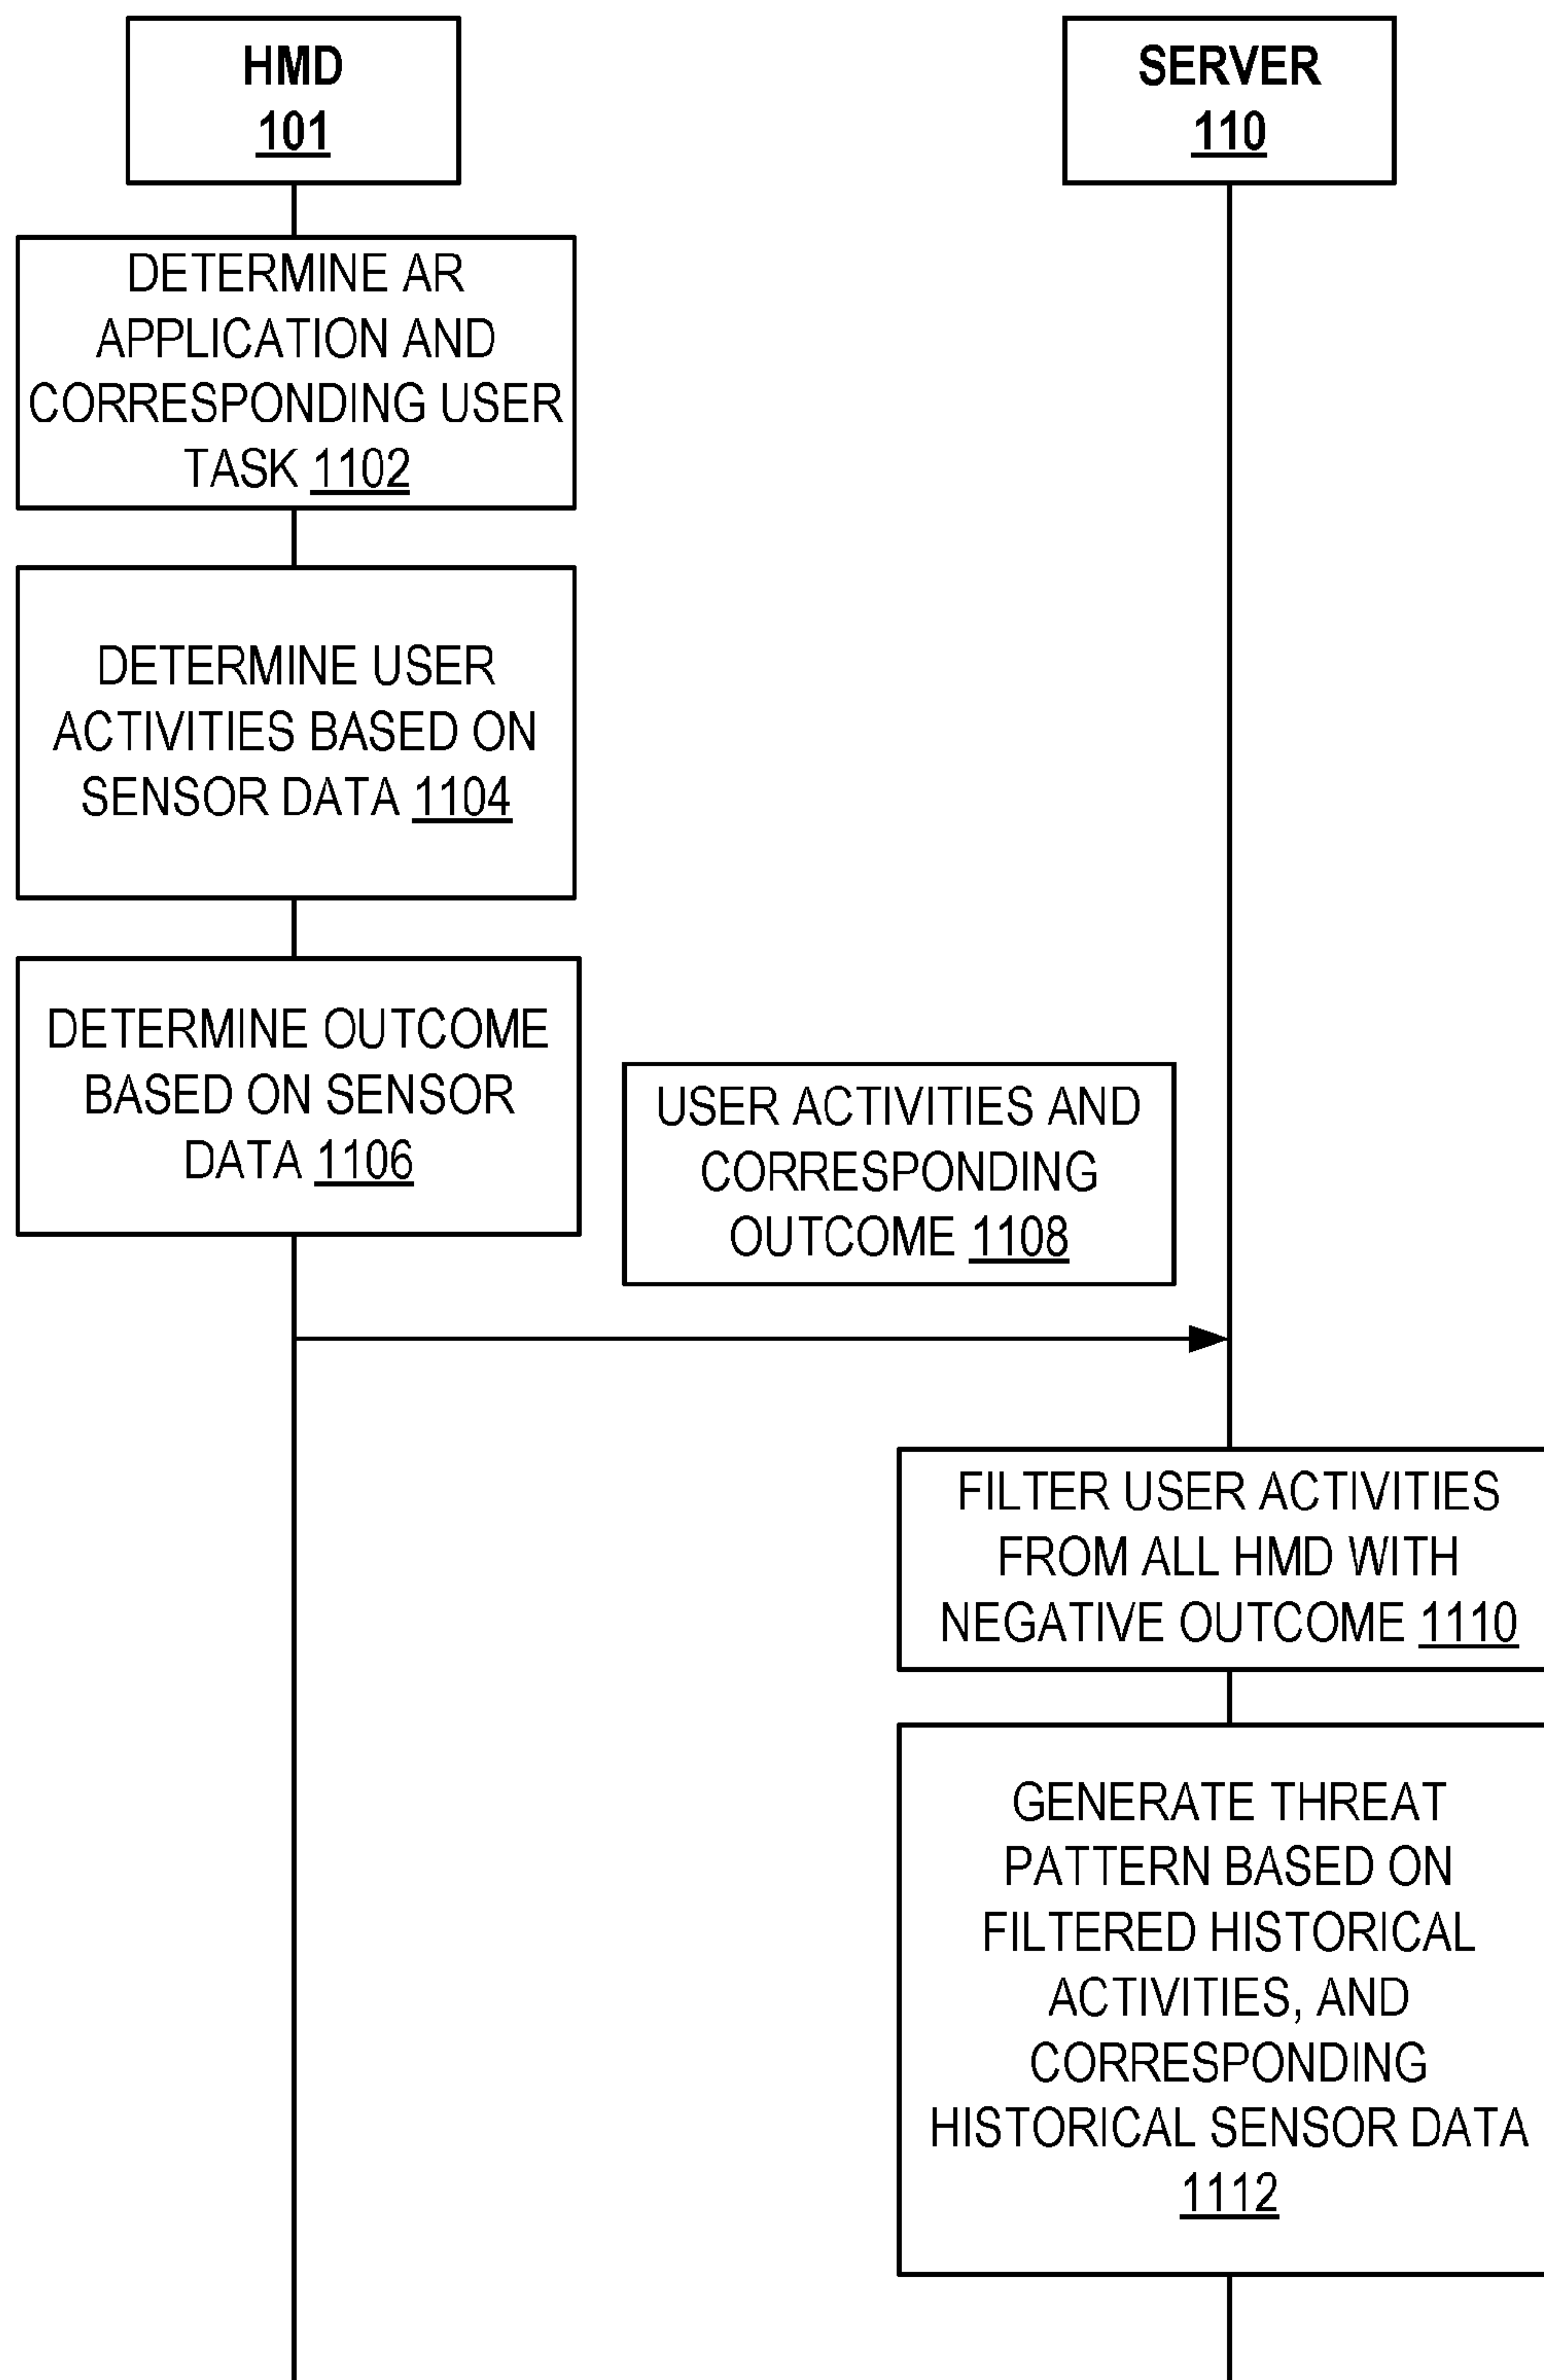 HMD
101
SERVER
110
DETERMINE AR
APPLICATION AND
CORRESPONDING USER
TASK 1102
DETERMINE USER
ACTIVITIES BASED ON
SENSOR DATA 1104
DETERMINE OUTCOME
BASED ON SENSOR
DATA 1106
USER ACTIVITIES AND
CORRESPONDING
OUTCOME 1108
FILTER USER ACTIVITIES
FROM ALL HMD WITH
NEGATIVE OUTCOME 1110
GENERATE THREAT
PATTERN BASED ON
FILTERED HISTORICAL
ACTIVITIES, AND
CORRESPONDING
HISTORICAL SENSOR DATA
1112